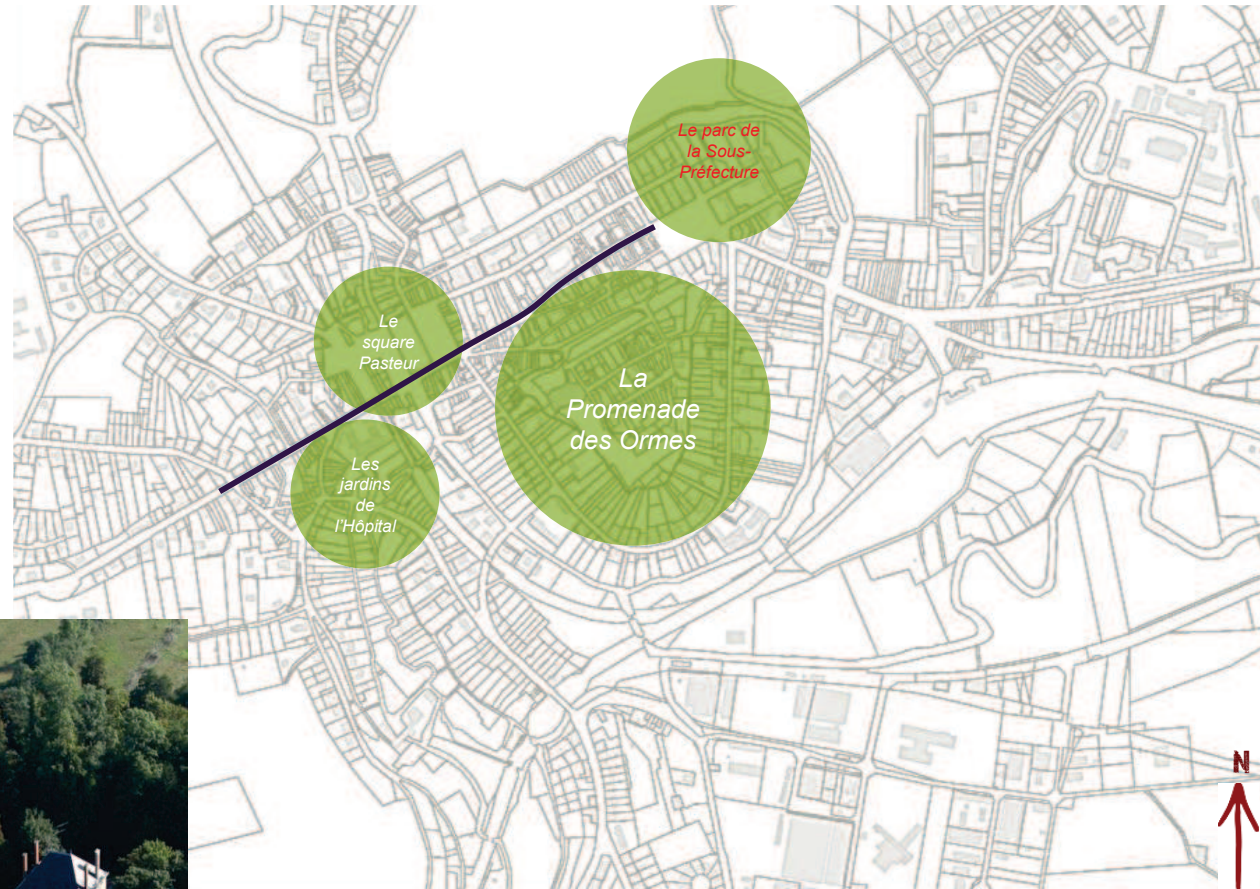 Le parc de
la Sous-
Préfecture
Le
square
Pasteur
La
Promenade
des Ormes
Les
jardins
de
l'Hôpital
N